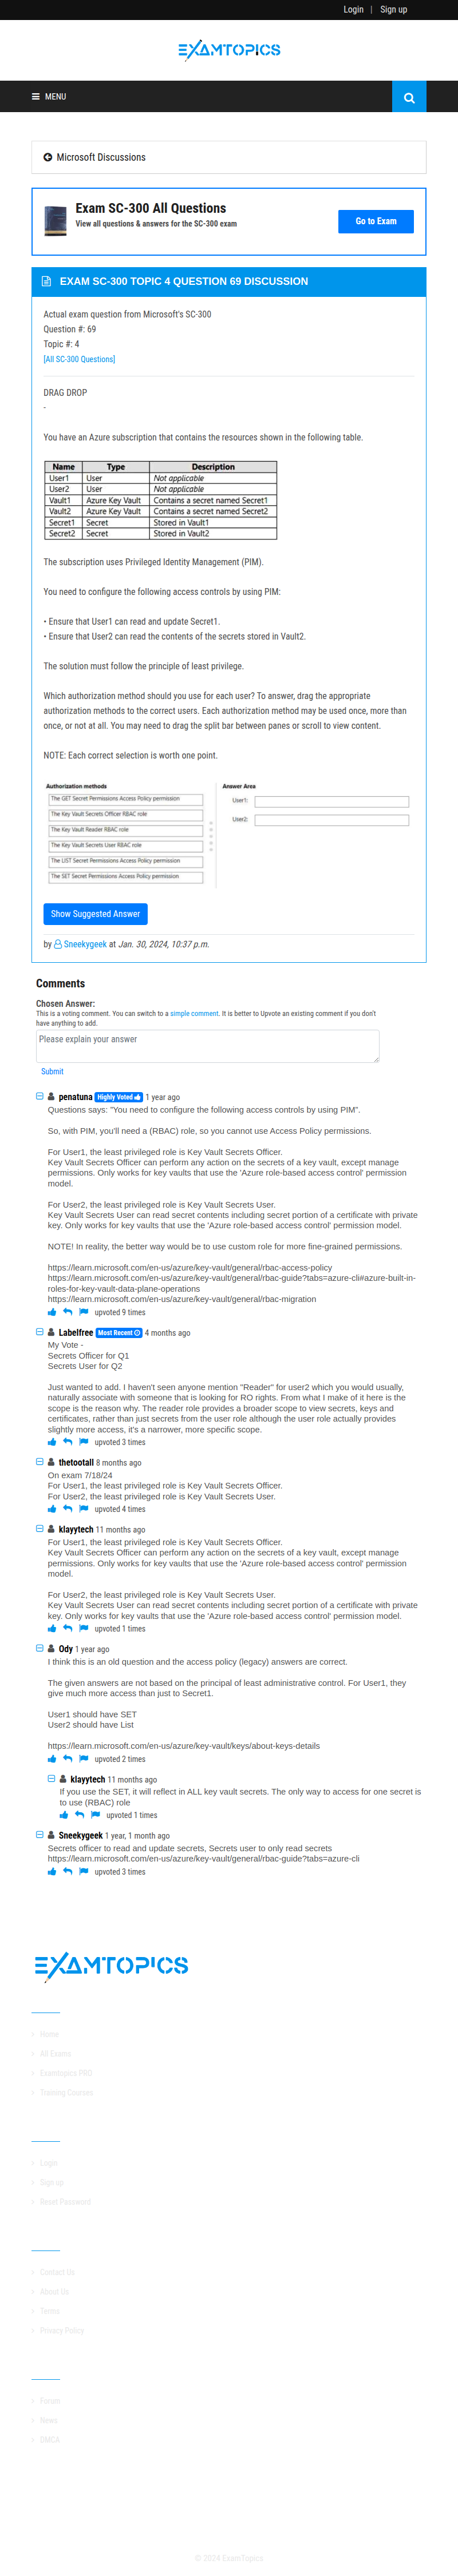 Login | Sign up
EXAMTOPICS
MENU
Microsoft Discussions
Exam SC-300 All Questions
View all questions & answers for the SC-300 exam
Go to Exam
EXAM SC-300 TOPIC 4 QUESTION 69 DISCUSSION
Actual exam question from Microsoft's SC-300
Question #: 69
Topic #: 4
[All SC-300 Questions]
DRAG DROP
-
You have an Azure subscription that contains the resources shown in the following table.
Name Type Description
User1 User Not applicable
User2 User Not applicable
Vault1 Azure Key Vault Contains a secret named Secret1
Vault2 Azure Key Vault Contains a secret named Secret2
Secret1 Secret Stored in Vault1
Secret2 Secret Stored in Vault2
The subscription uses Privileged Identity Management (PIM).
You need to configure the following access controls by using PIM:
• Ensure that User1 can read and update Secret1.
• Ensure that User2 can read the contents of the secrets stored in Vault2.
The solution must follow the principle of least privilege.
Which authorization method should you use for each user? To answer, drag the appropriate
authorization methods to the correct users. Each authorization method may be used once, more than
once, or not at all. You may need to drag the split bar between panes or scroll to view content.
NOTE: Each correct selection is worth one point.
Authorization methods
The GET Secret Permissions Access Policy permission
The Key Vault Secrets Officer RBAC role
The Key Vault Reader RBAC role
The Key Vault Secrets User RBAC role
The LIST Secret Permissions Access Policy permission
The SET Secret Permissions Access Policy permission
Answer Area
User1:
User2:
Show Suggested Answer
by Sneekygeek at Jan. 30, 2024, 10:37 p.m.
Comments
Chosen Answer:
This is a voting comment. You can switch to a simple comment. It is better to Upvote an existing comment if you don't
have anything to add.
Please explain your answer
Submit
penatuna Highly Voted 1 year ago
Questions says: "You need to configure the following access controls by using PIM".
So, with PIM, you'll need a (RBAC) role, so you cannot use Access Policy permissions.
For User1, the least privileged role is Key Vault Secrets Officer.
Key Vault Secrets Officer can perform any action on the secrets of a key vault, except manage
permissions. Only works for key vaults that use the 'Azure role-based access control' permission
model.
For User2, the least privileged role is Key Vault Secrets User.
Key Vault Secrets User can read secret contents including secret portion of a certificate with private
key. Only works for key vaults that use the 'Azure role-based access control' permission model.
NOTE! In reality, the better way would be to use custom role for more fine-grained permissions.
https://learn.microsoft.com/en-us/azure/key-vault/general/rbac-access-policy
https://learn.microsoft.com/en-us/azure/key-vault/general/rbac-guide?tabs=azure-cli#azure-built-in-
roles-for-key-vault-data-plane-operations
https://learn.microsoft.com/en-us/azure/key-vault/general/rbac-migration
upvoted 9 times
Labelfree Most Recent 4 months ago
My Vote -
Secrets Officer for Q1
Secrets User for Q2
Just wanted to add. I haven't seen anyone mention "Reader" for user2 which you would usually,
naturally associate with someone that is looking for RO rights. From what I make of it here is the
scope is the reason why. The reader role provides a broader scope to view secrets, keys and
certificates, rather than just secrets from the user role although the user role actually provides
slightly more access, it's a narrower, more specific scope.
upvoted 3 times
thetootall 8 months ago
On exam 7/18/24
For User1, the least privileged role is Key Vault Secrets Officer.
For User2, the least privileged role is Key Vault Secrets User.
upvoted 4 times
klayytech 11 months ago
For User1, the least privileged role is Key Vault Secrets Officer.
Key Vault Secrets Officer can perform any action on the secrets of a key vault, except manage
permissions. Only works for key vaults that use the 'Azure role-based access control' permission
model.
For User2, the least privileged role is Key Vault Secrets User.
Key Vault Secrets User can read secret contents including secret portion of a certificate with private
key. Only works for key vaults that use the 'Azure role-based access control' permission model.
upvoted 1 times
Ody 1 year ago
I think this is an old question and the access policy (legacy) answers are correct.
The given answers are not based on the principal of least administrative control. For User1, they
give much more access than just to Secret1.
User1 should have SET
User2 should have List
https://learn.microsoft.com/en-us/azure/key-vault/keys/about-keys-details
upvoted 2 times
klayytech 11 months ago
If you use the SET, it will reflect in ALL key vault secrets. The only way to access for one secret is
to use (RBAC) role
upvoted 1 times
Sneekygeek 1 year, 1 month ago
Secrets officer to read and update secrets, Secrets user to only read secrets
https://learn.microsoft.com/en-us/azure/key-vault/general/rbac-guide?tabs=azure-cli
upvoted 3 times
EXAMTOPICS
Home
All Exams
Examtopics PRO
Training Courses
Login
Sign up
Reset Password
Contact Us
About Us
Terms
Privacy Policy
Forum
News
DMCA
© 2024 ExamTopics